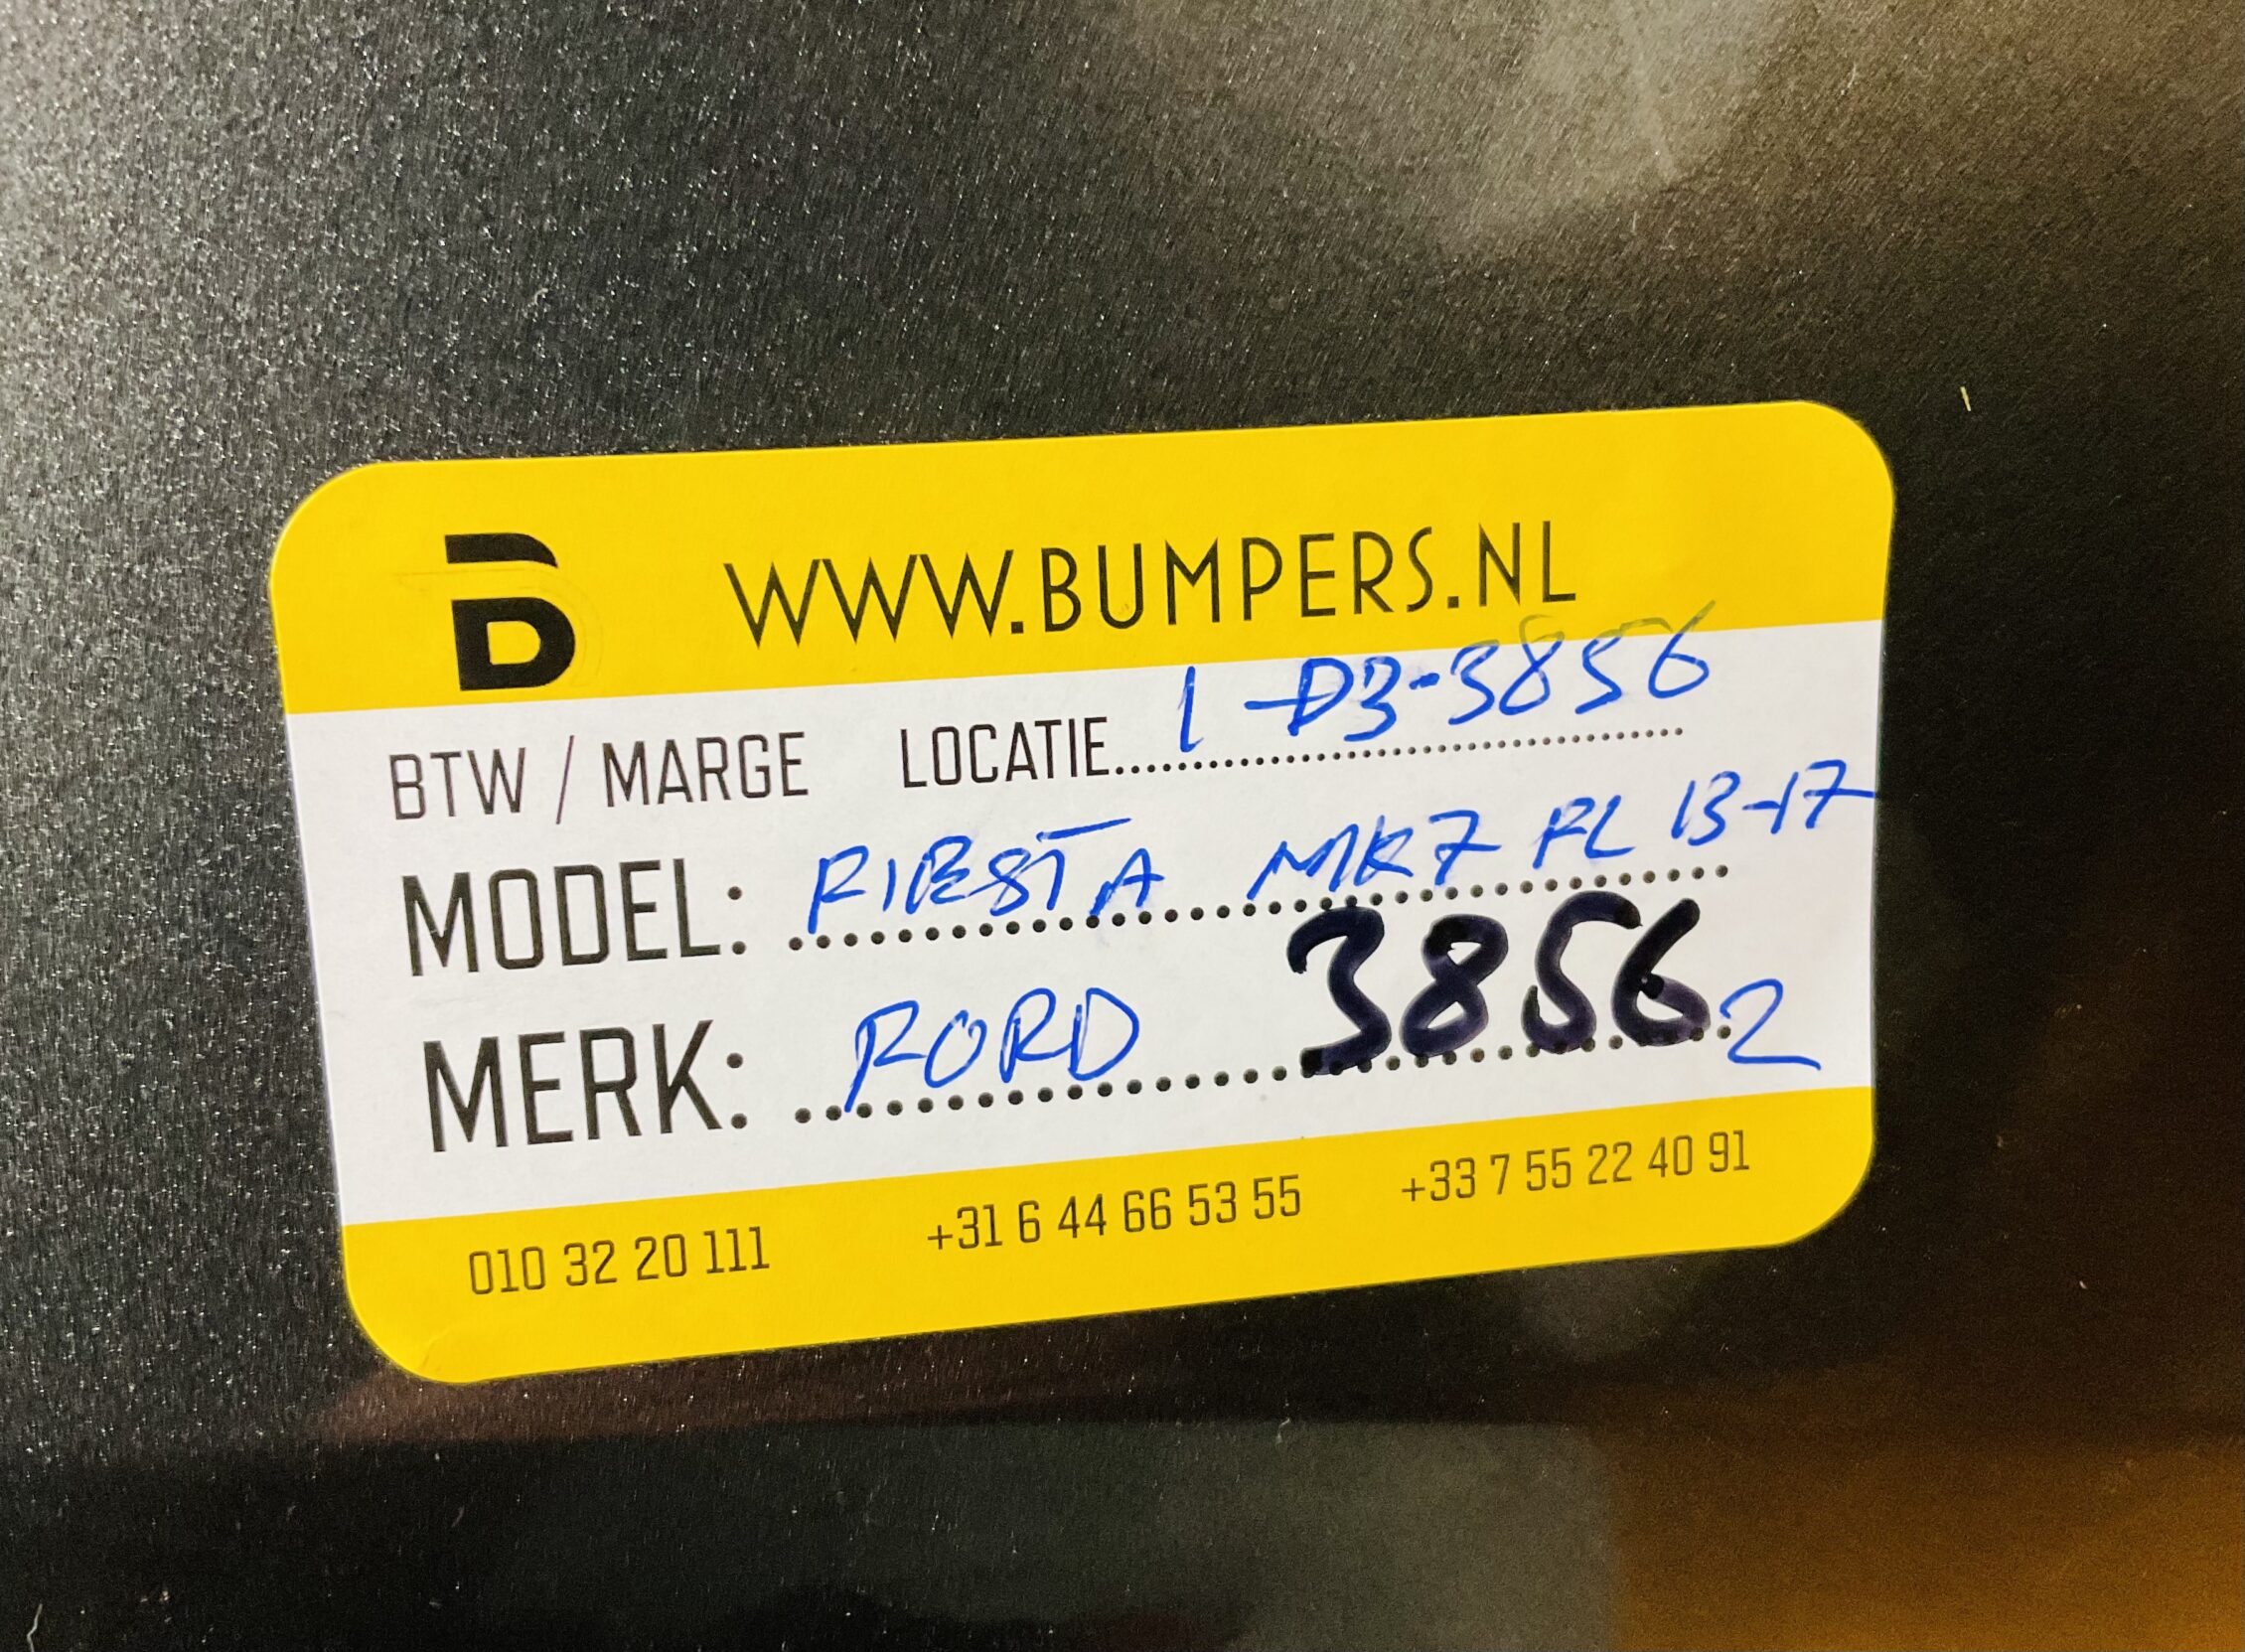 B WWW.BUMPERS.NL
BTW / MARGE LOCATIE 1-D3-3856
MODEL: FIESTA MK7 FL 13-17
MERK: FORD 3856 2
010 32 20 111 +31 6 44 66 53 55 +33 7 55 22 40 91